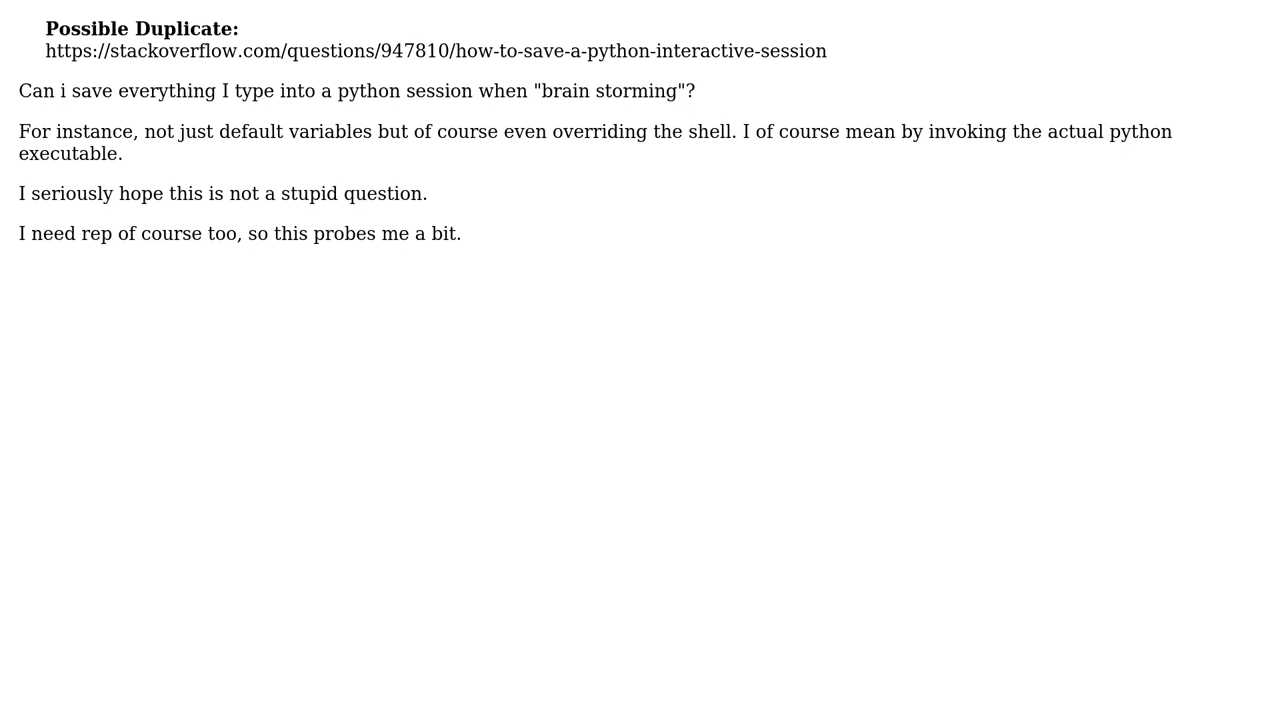 Possible Duplicate:
https://stackoverflow.com/questions/947810/how-to-save-a-python-interactive-session
Can i save everything I type into a python session when "brain storming"?
For instance, not just default variables but of course even overriding the shell. I of course mean by invoking the actual python
executable.
I seriously hope this is not a stupid question.
I need rep of course too, so this probes me a bit.